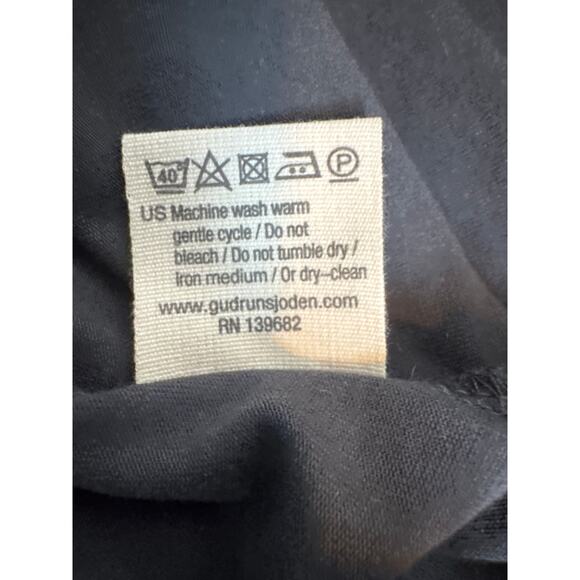 40 P
US Machine wash warm
gentle cycle / Do not
bleach / Do not tumble dry /
Iron medium / Or dry-clean
www.gudrunsjoden.com
RN 139682